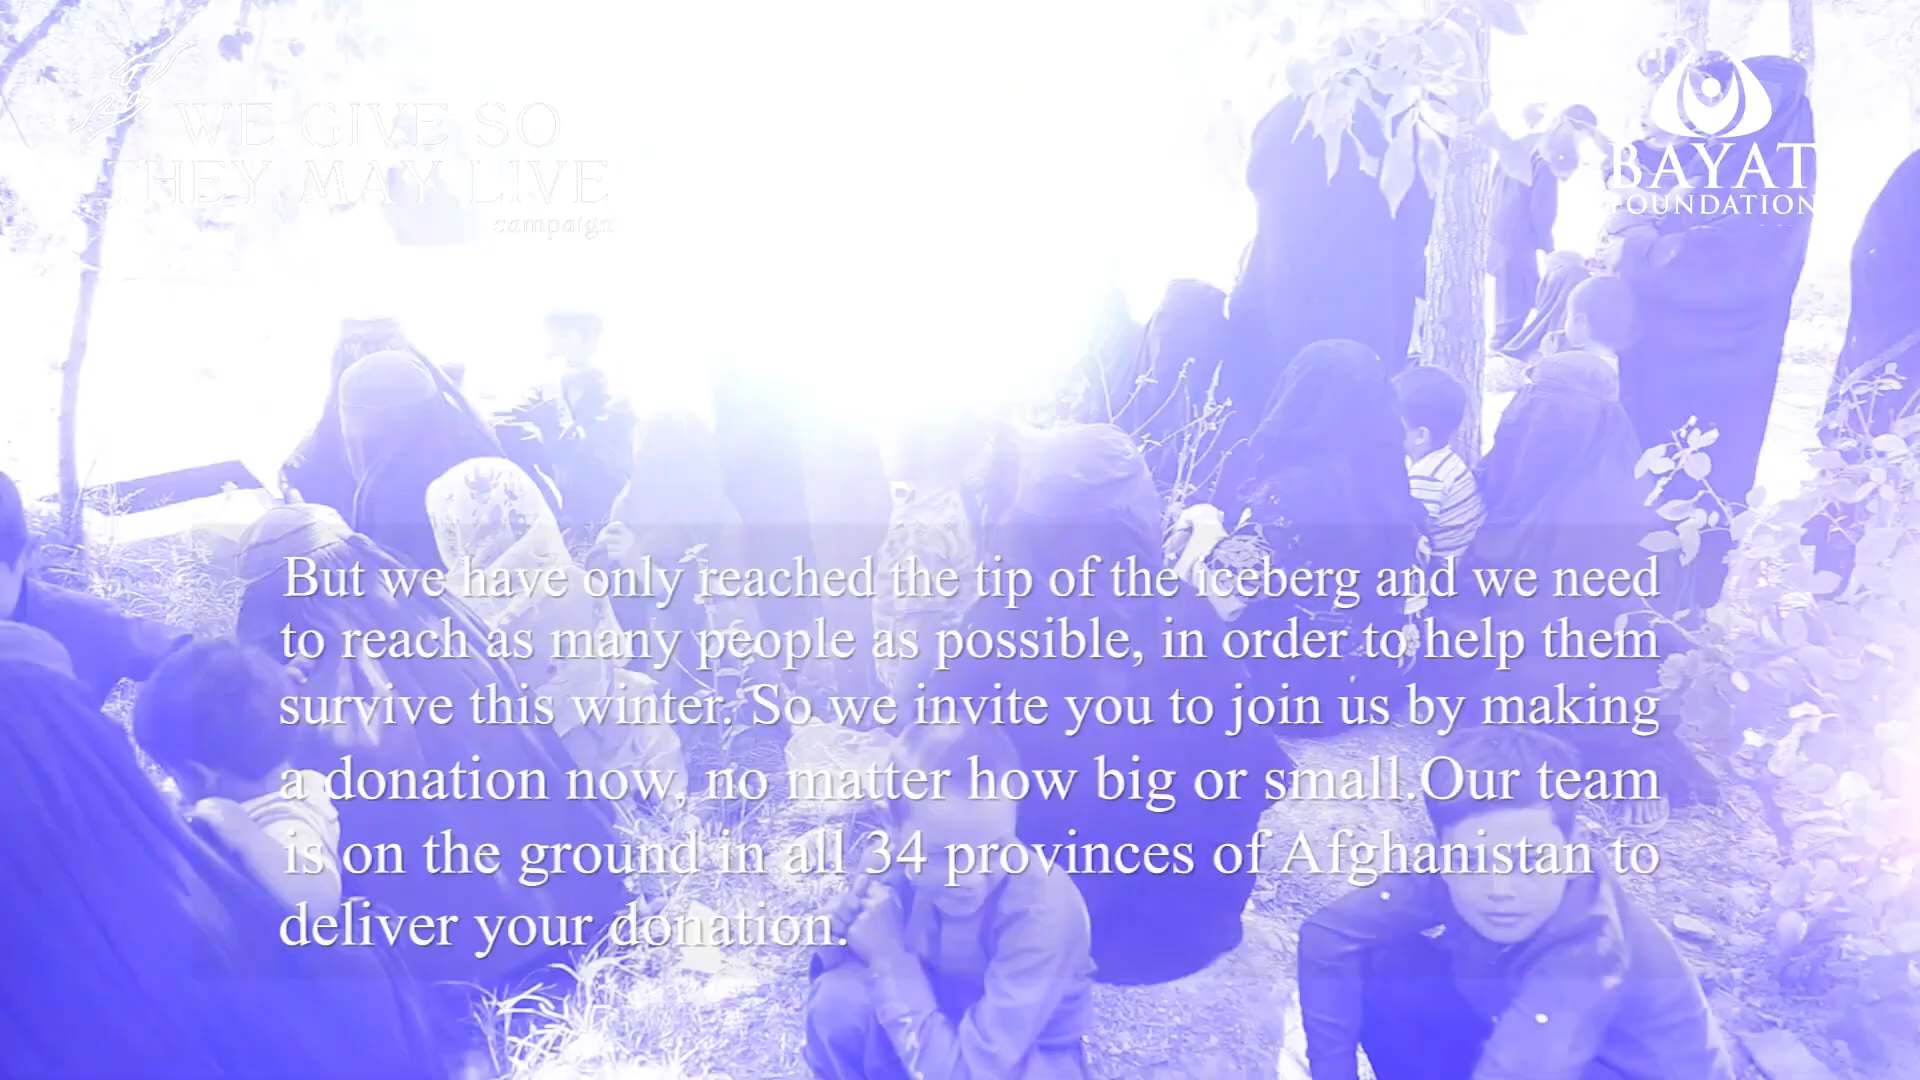 WE GIVE SO
THEY MAY LIVE
campaign
BAYAT
FOUNDATION
But we have only reached the tip of the iceberg and we need
to reach as many people as possible, in order to help them
survive this winter. So we invite you to join us by making
a donation now, no matter how big or small.Our team
is on the ground in all 34 provinces of Afghanistan to
deliver your donation.